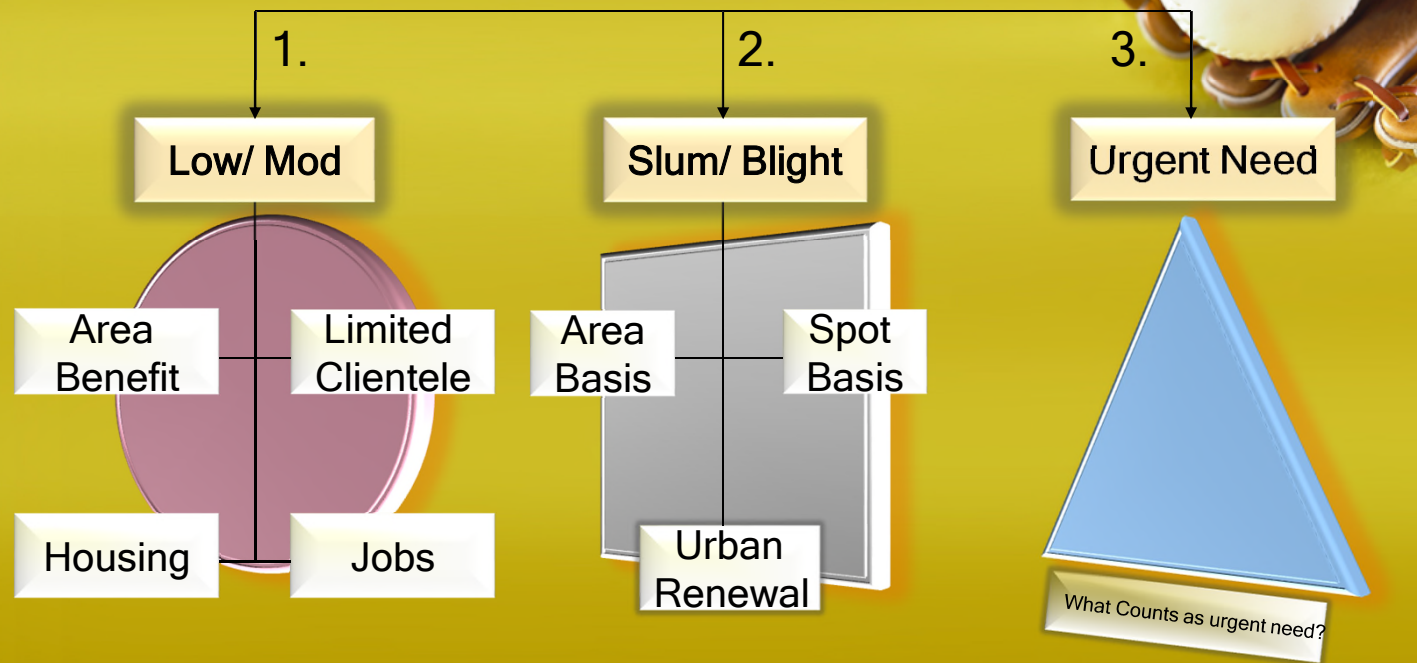 1.
2.
3.
Low/ Mod
Slum/ Blight
Urgent Need
Area
Benefit
Limited
Clientele
Area
Basis
Spot
Basis
Housing
Jobs
Urban
Renewal
What Counts as urgent need?